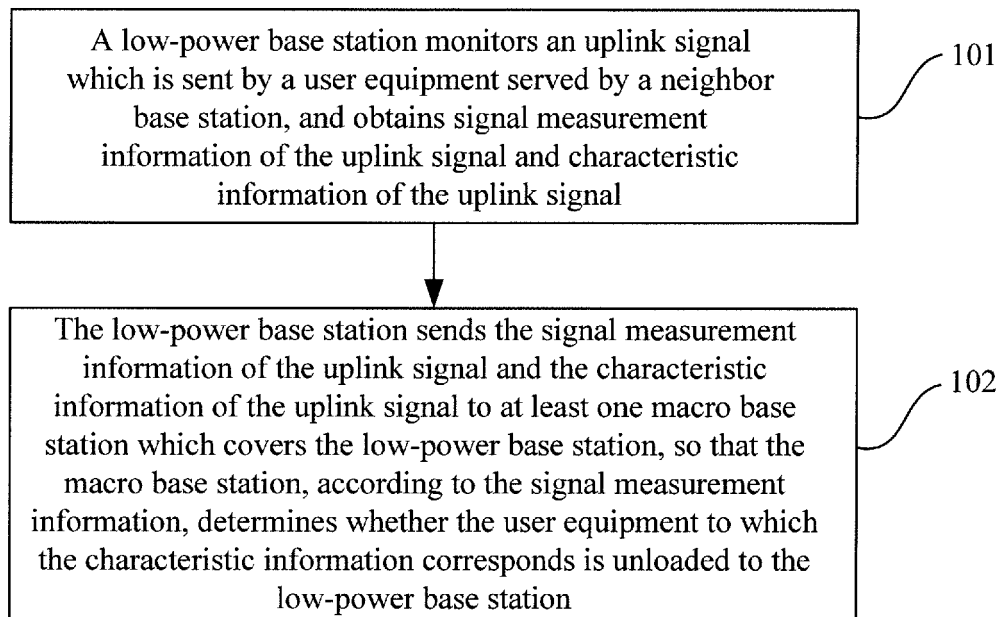 A low-power base station monitors an uplink signal
which is sent by a user equipment served by a neighbor
base station, and obtains signal measurement
information of the uplink signal and characteristic
information of the uplink signal
101
The low-power base station sends the signal measurement
information of the uplink signal and the characteristic
information of the uplink signal to at least one macro base
station which covers the low-power base station, so that the
macro base station, according to the signal measurement
information, determines whether the user equipment to which
the characteristic information corresponds is unloaded to the
low-power base station
102